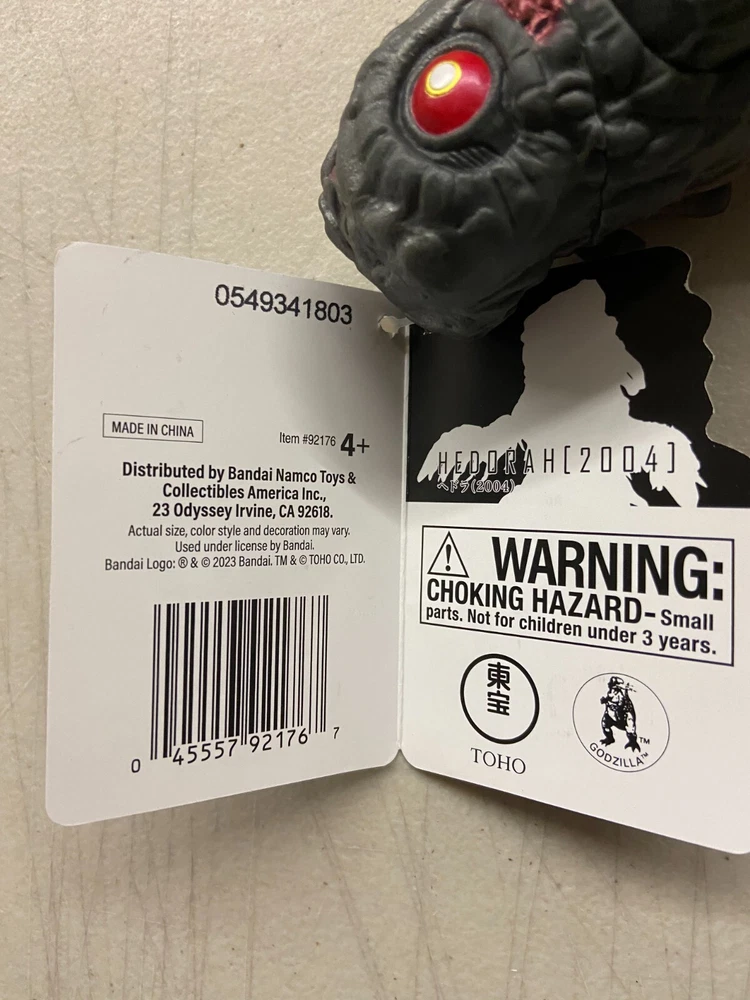 0549341803
MADE IN CHINA
Item #92176 4+
Distributed by Bandai Namco Toys &
Collectibles America Inc.,
23 Odyssey Irvine, CA 92618.
Actual size, color style and decoration may vary.
Used under license by Bandai.
Bandai Logo: ® & © 2023 Bandai. TM & © TOHO CO., LTD.
0 45557 92176 7
HEDORAH[2004]
ヘドラ(2004)
WARNING:
CHOKING HAZARD- Small
parts. Not for children under 3 years.
東宝
TOHO
TM
GODZILLA™